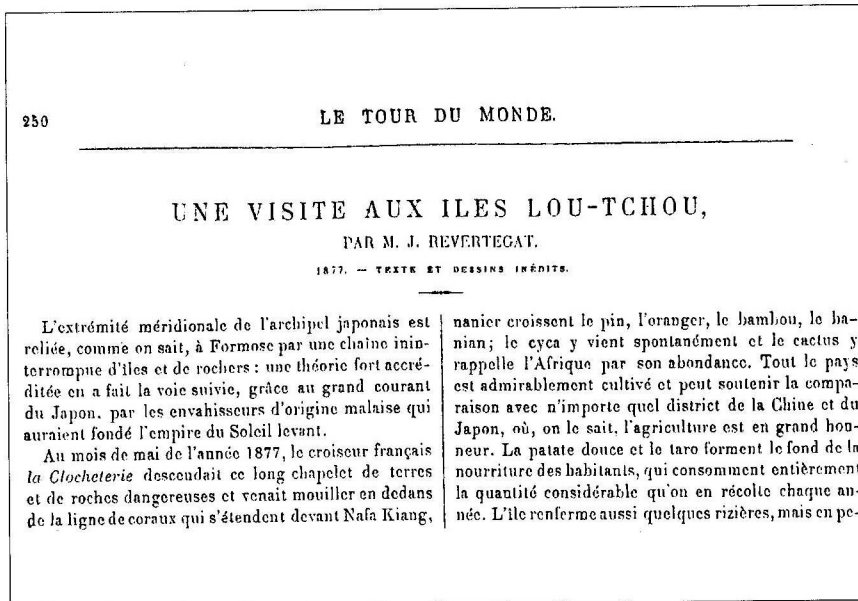 250
LE TOUR DU MONDE.
UNE VISITE AUX ILES LOU-TCHOU,
PAR M. J. REVERTEGAT.
1877. — TEXTE ET DESSINS INÉDITS.
L'extrémité méridionale de l'archipel japonais est
reliée, comme on sait, à Formose par une chaîne inin-
terrompue d'îles et de rochers : une théorie fort accré-
ditée en a fait la voie suivie, grâce au grand courant
du Japon, par les envahisseurs d'origine malaise qui
auraient fondé l'empire du Soleil levant.
Au mois de mai de l'année 1877, le croiseur français
la Clocheterie descendait ce long chapelet de terres
et de roches dangereuses et venait mouiller en dedans
de la ligne de coraux qui s'étendent devant Nafa Kiang,
nanier croissent le pin, l'oranger, le bambou, le ba-
nian; le cyca y vient spontanément et le cactus y
rappelle l'Afrique par son abondance. Tout le pays
est admirablement cultivé et peut soutenir la compa-
raison avec n'importe quel district de la Chine et du
Japon, où, on le sait, l'agriculture est en grand hon-
neur. La patate douce et le taro forment le fond de la
nourriture des habitants, qui consomment entièrement
la quantité considérable qu'on en récolte chaque an-
née. L'île renferme aussi quelques rizières, mais en pe-